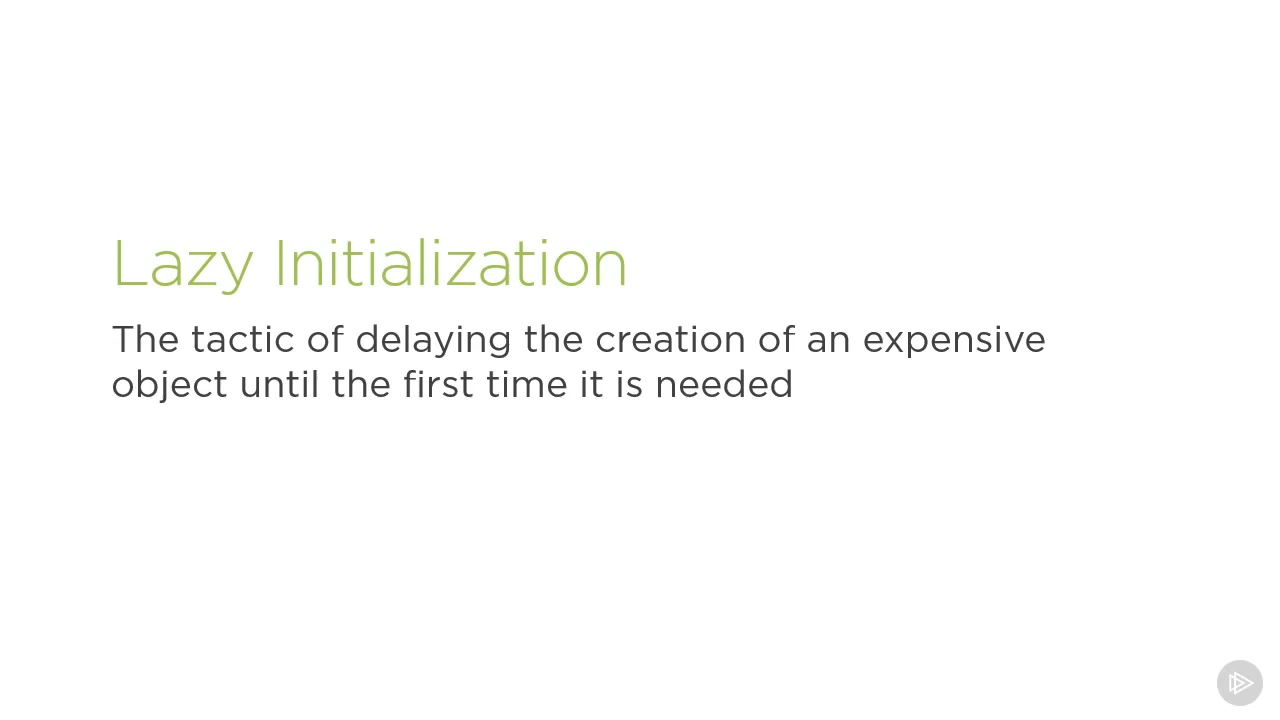 Lazy Initialization
The tactic of delaying the creation of an expensive
object until the first time it is needed